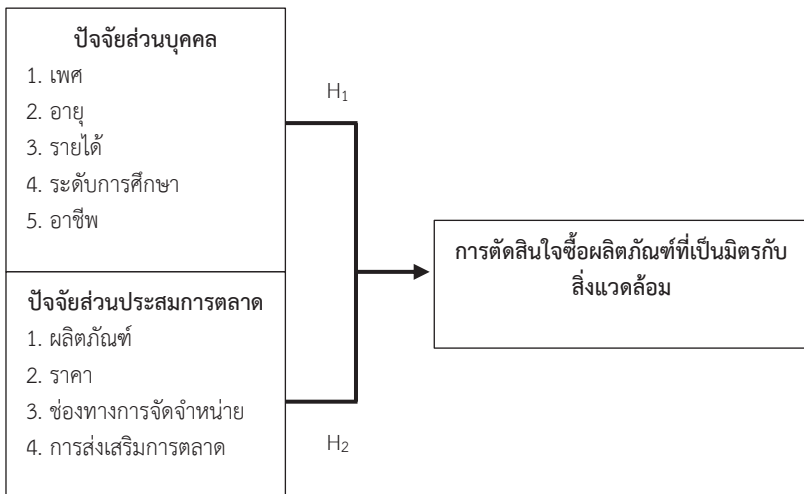 ปัจจัยส่วนบุคคล
1. เพศ
2. อายุ
3. รายได้
4. ระดับการศึกษา
5. อาชีพ
H₁
ปัจจัยส่วนประสมการตลาด
1. ผลิตภัณฑ์
2. ราคา
3. ช่องทางการจัดจำหน่าย
4. การส่งเสริมการตลาด
H₂
การตัดสินใจซื้อผลิตภัณฑ์ที่เป็นมิตรกับ
สิ่งแวดล้อม